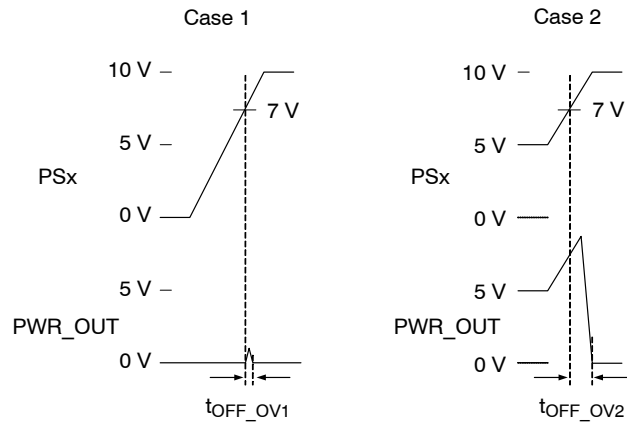 Case 1
Case 2
10 V
7 V
5 V
PSx
0 V
5 V
PWR_OUT
0 V
tOFF_OV1
10 V
7 V
5 V
PSx
0 V
5 V
PWR_OUT
0 V
tOFF_OV2